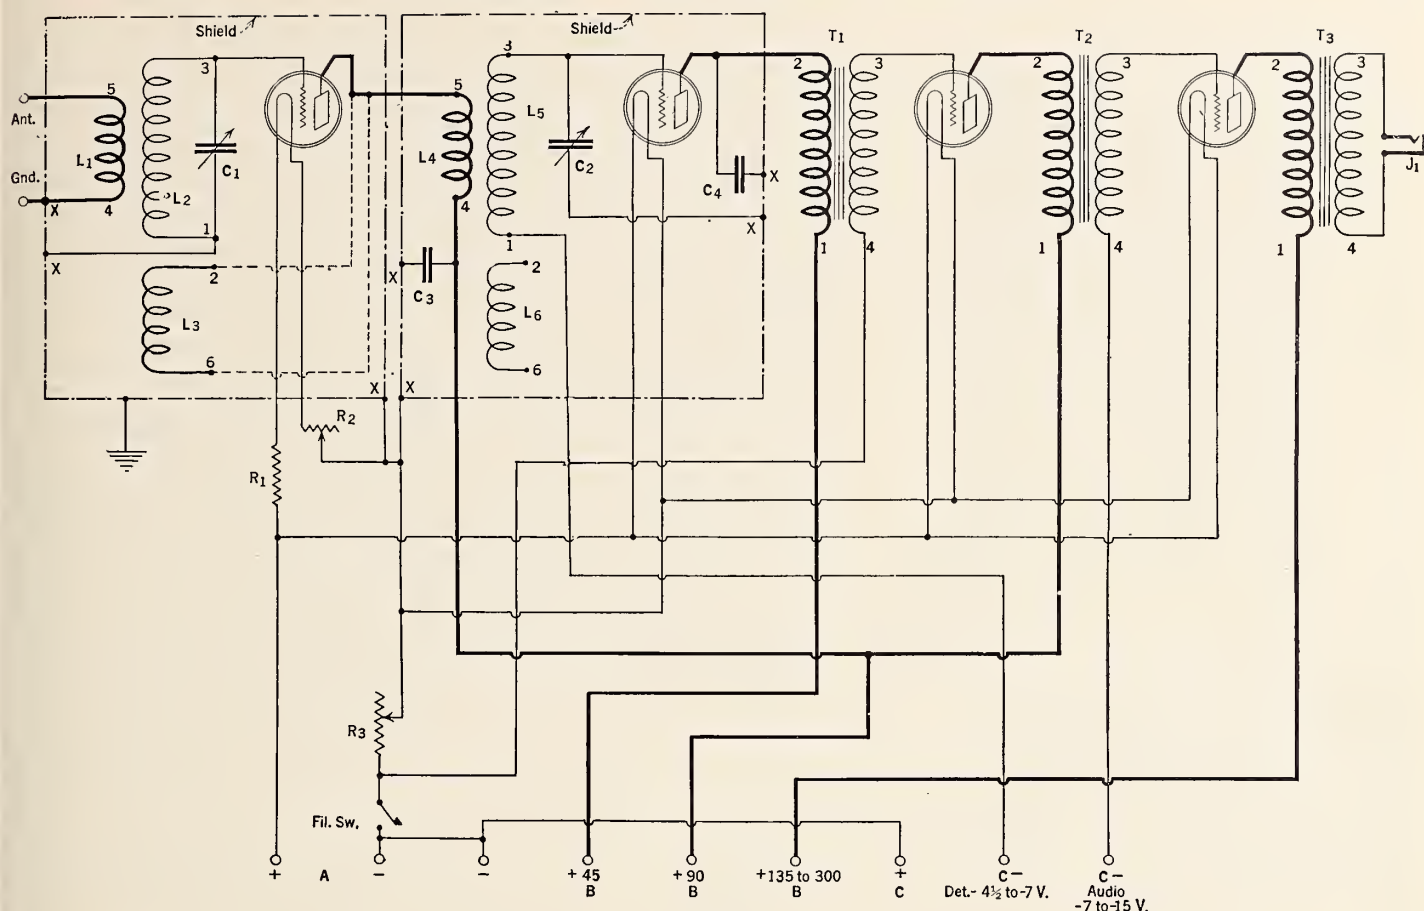 Shield
Shield
T1
T2
T3
3
3
2
3
2
3
2
3
5
5
Ant.
L1
L2
C1
L4
L5
C2
C4
X
J1
Gnd.
X
4
1
4
1
X
1
4
1
4
1
4
X
2
X
C3
2
L3
L6
6
6
X
X
R2
R1
R3
Fil. Sw.
+
A
−
−
+ 45
B
+ 90
B
+135 to 300
B
+
C
C−
Det.- 4½ to -7 V.
C−
Audio
-7 to -15 V.